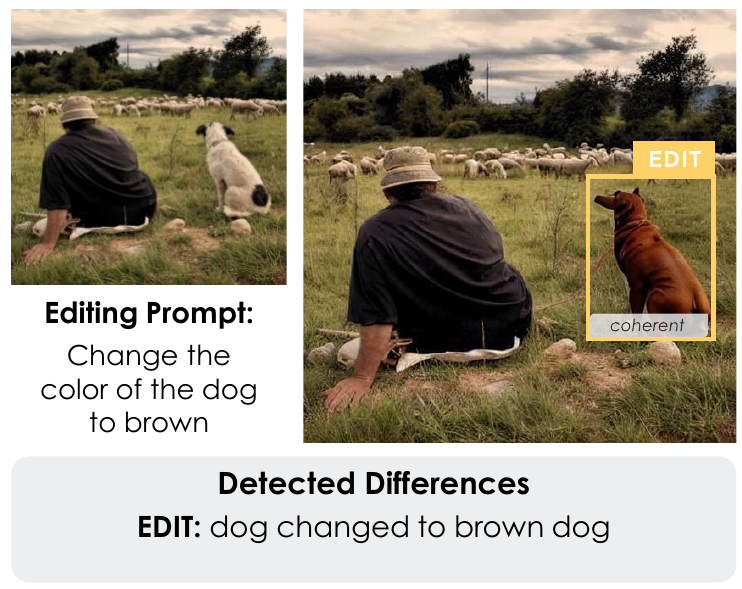 EDIT
coherent
Editing Prompt:
Change the
color of the dog
to brown
Detected Differences
EDIT: dog changed to brown dog